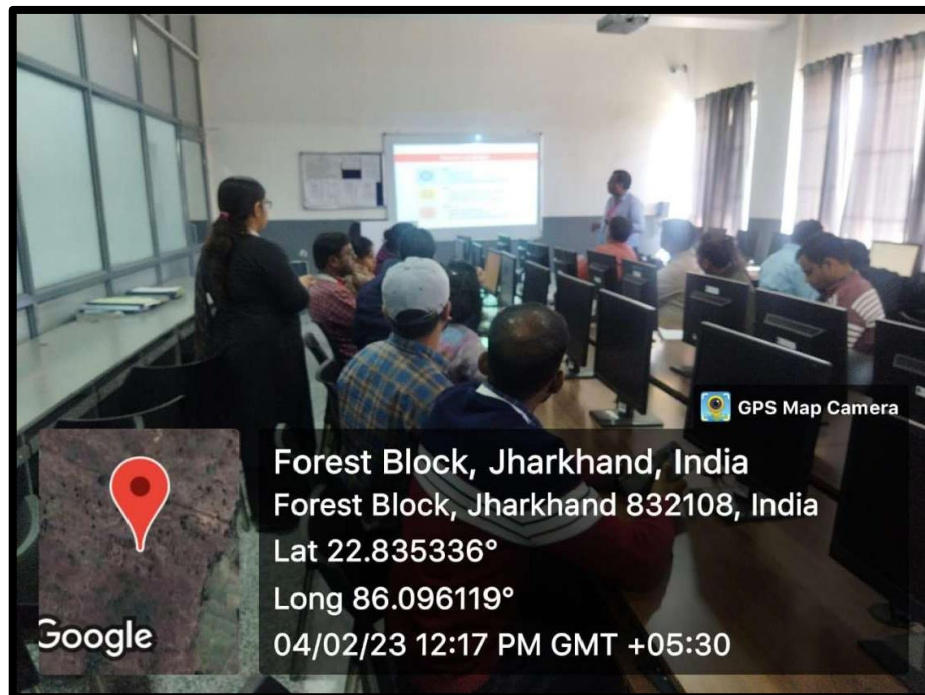 GPS Map Camera
Forest Block, Jharkhand, India
Forest Block, Jharkhand 832108, India
Lat 22.835336°
Long 86.096119°
04/02/23 12:17 PM GMT +05:30
Google